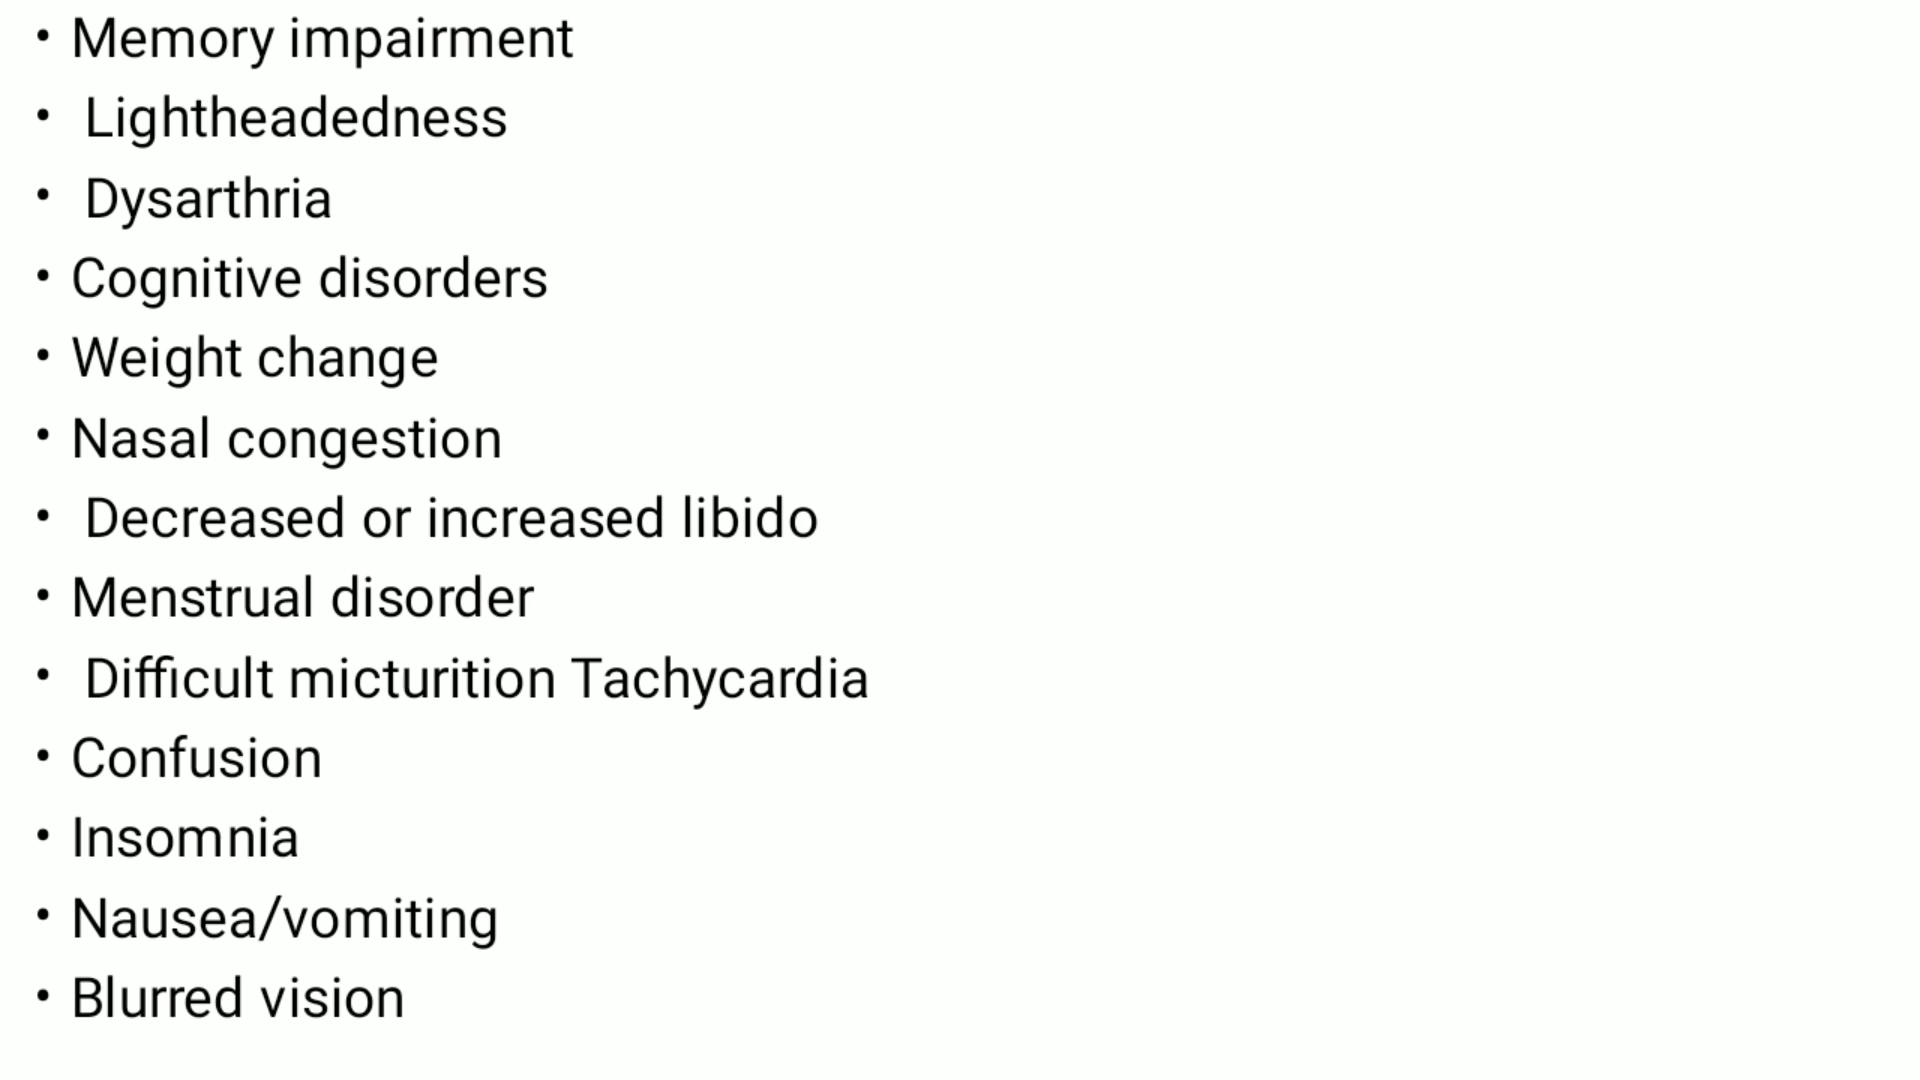 • Memory impairment
• Lightheadedness
• Dysarthria
• Cognitive disorders
• Weight change
• Nasal congestion
• Decreased or increased libido
• Menstrual disorder
• Difficult micturition Tachycardia
• Confusion
• Insomnia
• Nausea/vomiting
• Blurred vision